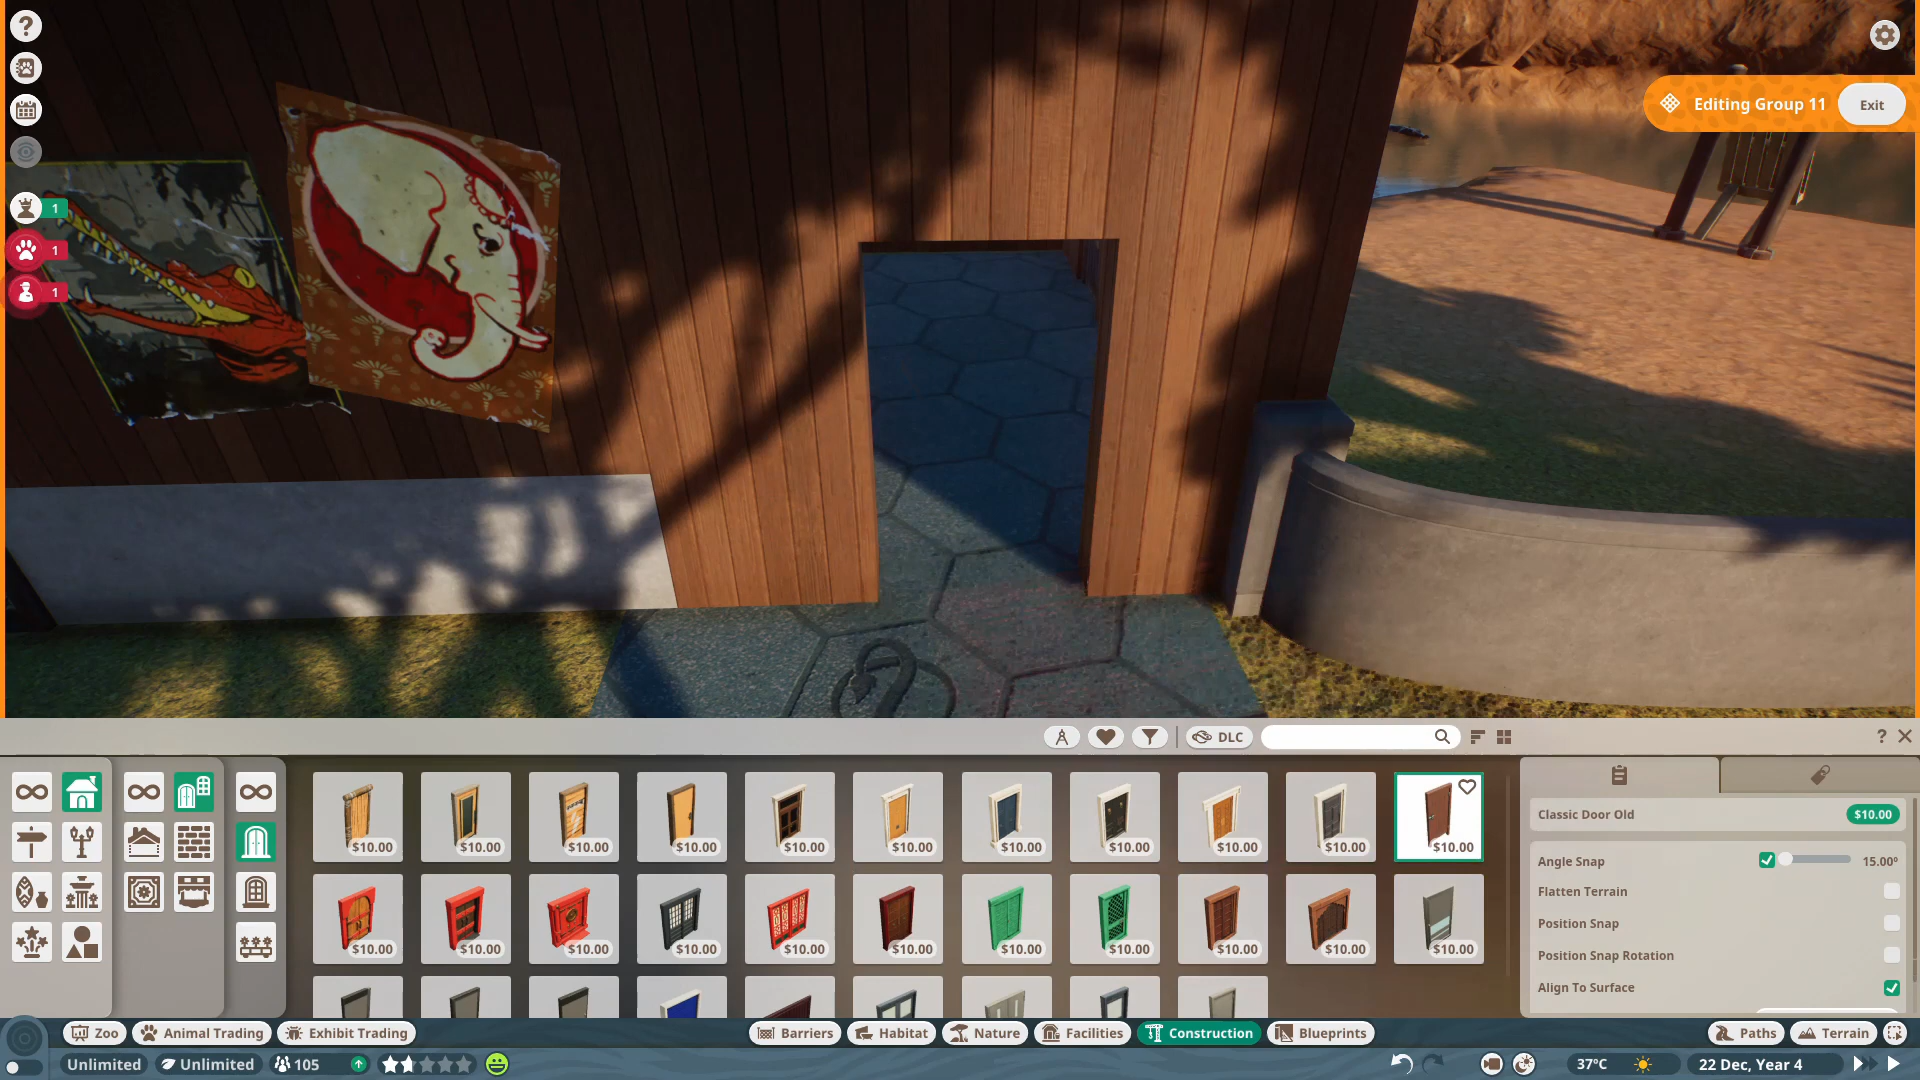 ?
Editing Group 11
Exit
1
1
1
DLC
?
$10.00 $10.00 $10.00 $10.00 $10.00 $10.00 $10.00 $10.00 $10.00 $10.00 $10.00
$10.00 $10.00 $10.00 $10.00 $10.00 $10.00 $10.00 $10.00 $10.00 $10.00 $10.00
Classic Door Old
$10.00
Angle Snap
15.00°
Flatten Terrain
Position Snap
Position Snap Rotation
Align To Surface
Zoo
Animal Trading
Exhibit Trading
Barriers
Habitat
Nature
Facilities
Construction
Blueprints
Paths
Terrain
Unlimited
Unlimited
105
37°C
22 Dec, Year 4